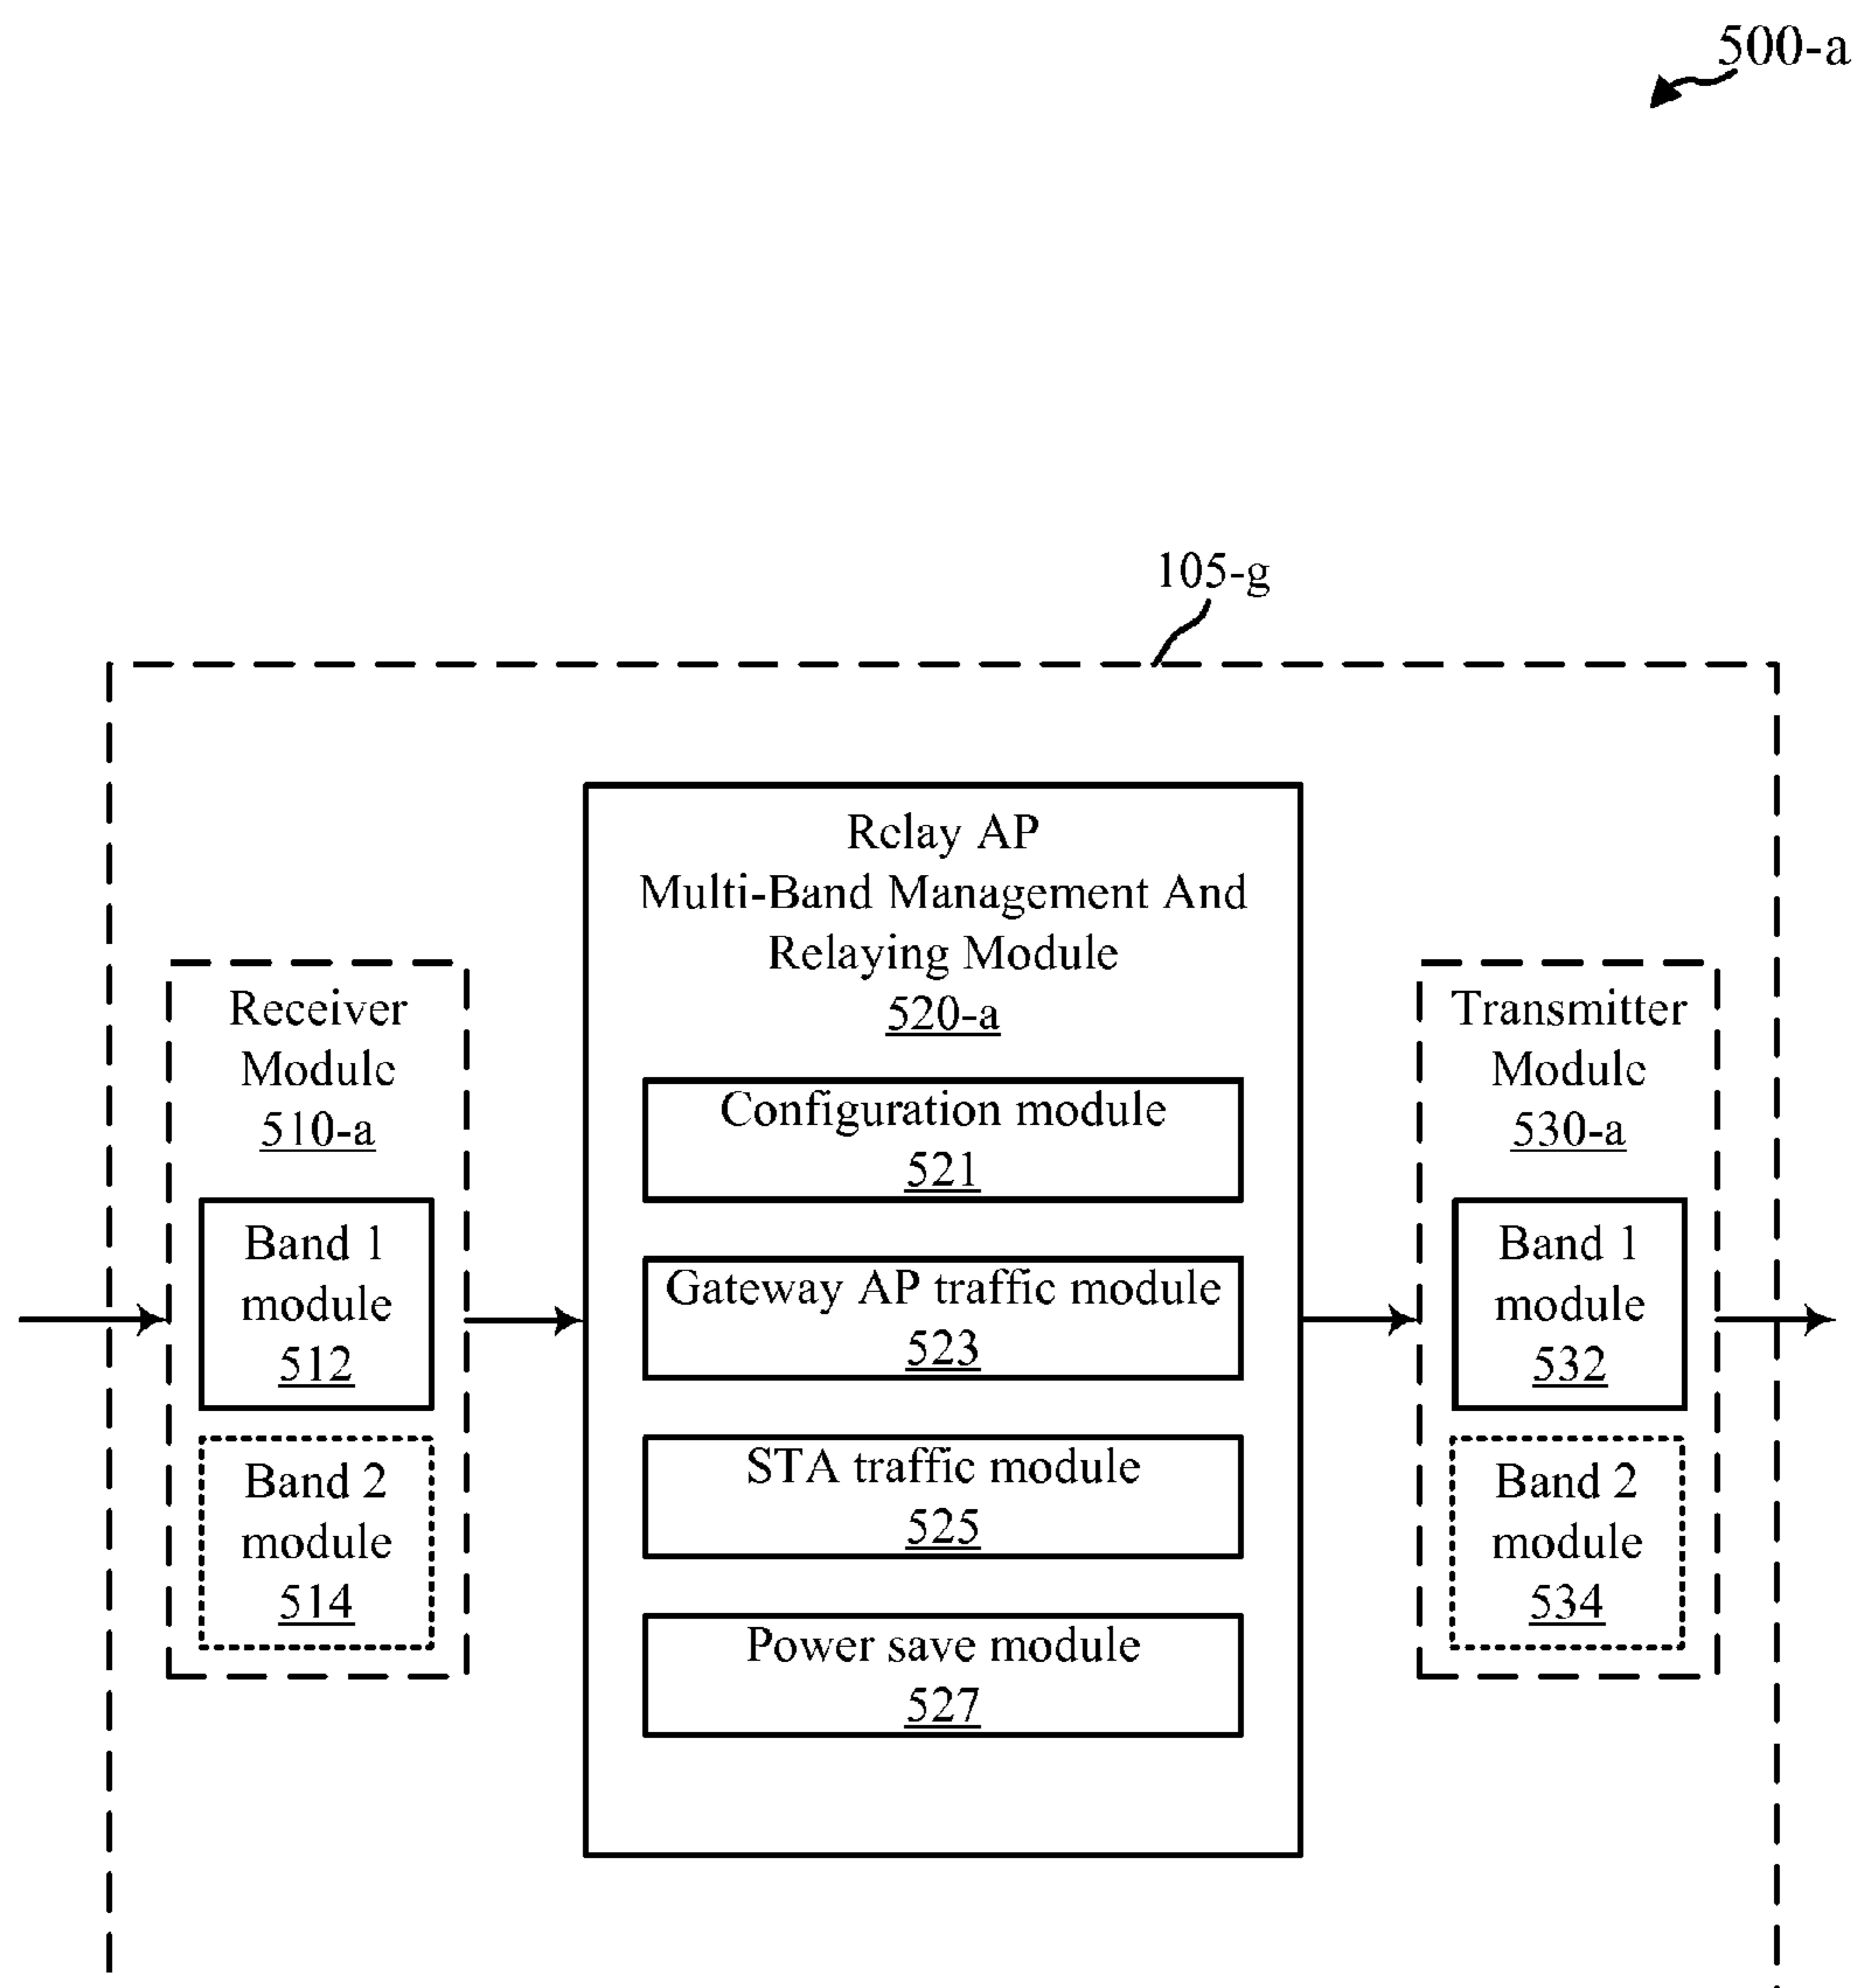 500-a
105-g
Relay AP
Multi-Band Management And
Relaying Module
520-a
Configuration module
521
Gateway AP traffic module
523
STA traffic module
525
Power save module
527
Receiver
Module
510-a
Band 1
module
512
Band 2
module
514
Transmitter
Module
530-a
Band 1
module
532
Band 2
module
534